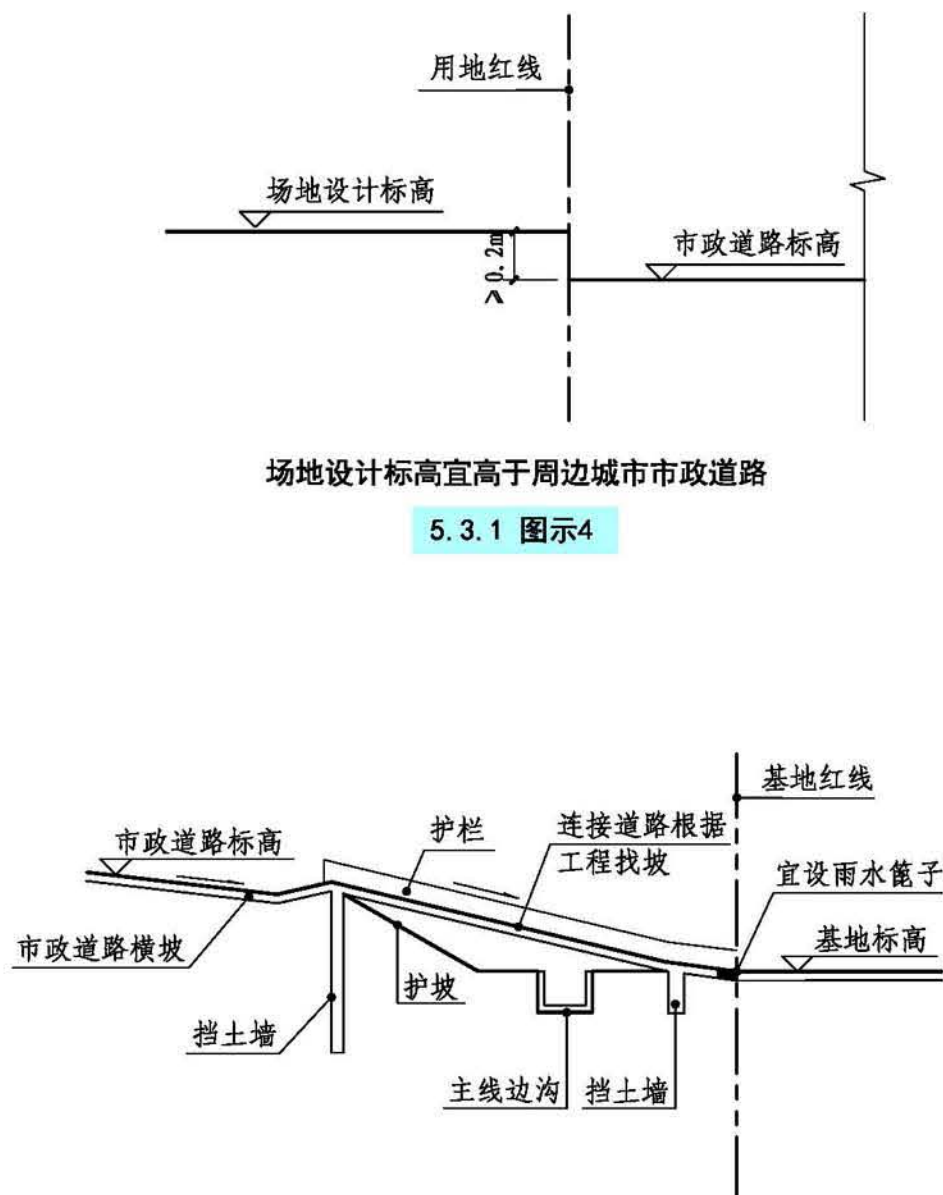 用地红线
场地设计标高
市政道路标高
≥0.2m
场地设计标高宜高于周边城市市政道路
5.3.1 图示4
基地红线
护栏
连接道路根据
工程找坡
市政道路标高
宜设雨水篦子
市政道路横坡
基地标高
护坡
挡土墙
主线边沟
挡土墙